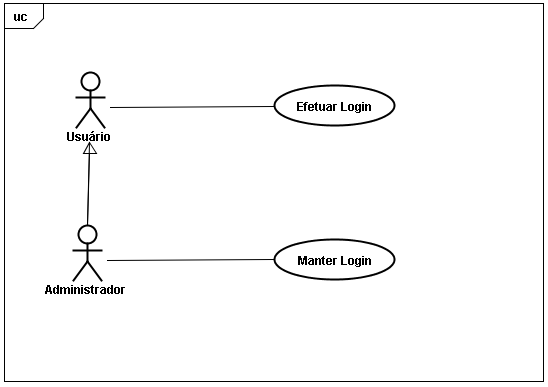 uc
Efetuar Login
Usuário
Manter Login
Administrador